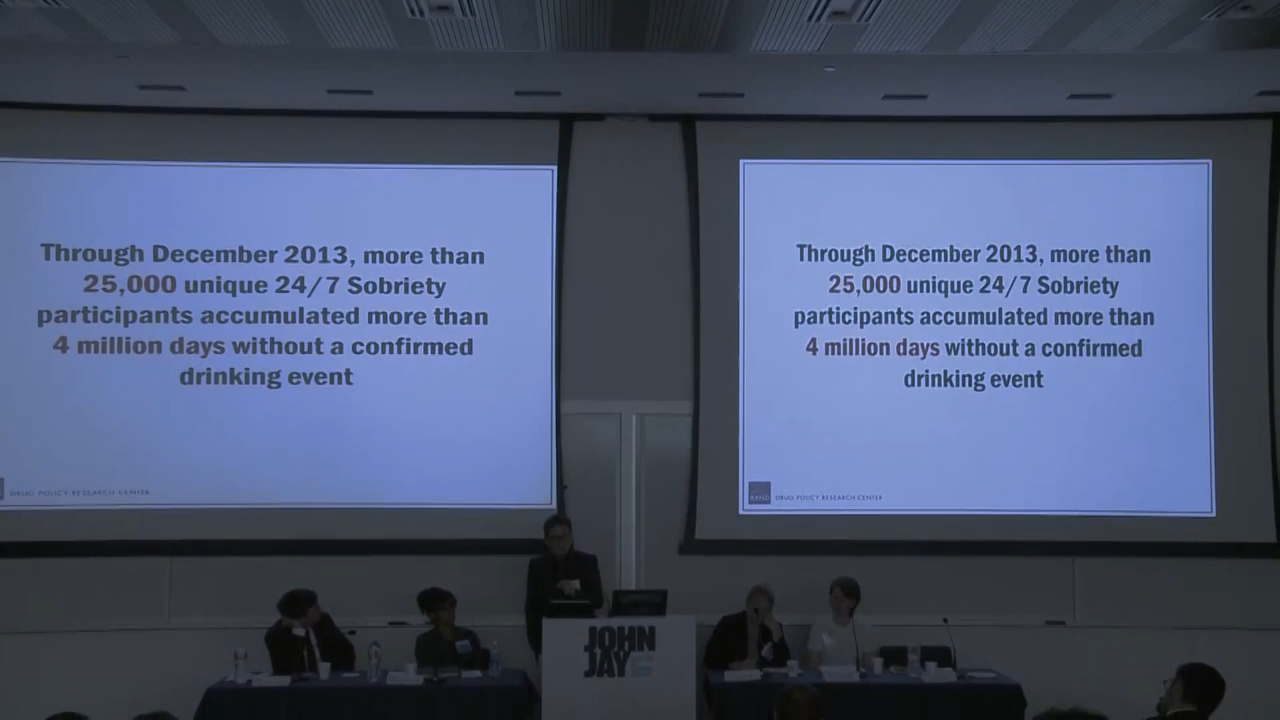 Through December 2013, more than
25,000 unique 24/7 Sobriety
participants accumulated more than
4 million days without a confirmed
drinking event
DRUG POLICY RESEARCH CENTER
Through December 2013, more than
25,000 unique 24/7 Sobriety
participants accumulated more than
4 million days without a confirmed
drinking event
RAND DRUG POLICY RESEARCH CENTER
JOHN
JAY